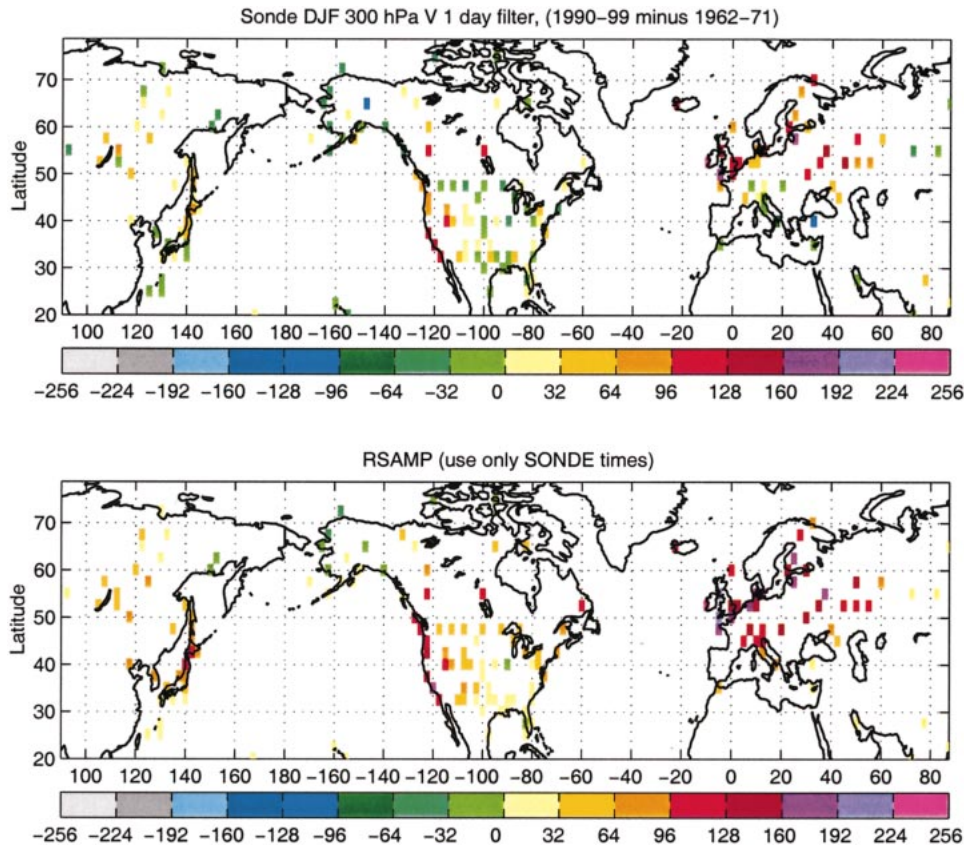 Sonde DJF 300 hPa V 1 day filter, (1990−99 minus 1962−71)
70
60
50
40
30
20
Latitude
100 120 140 160 180 −160 −140 −120 −100 −80 −60 −40 −20 0 20 40 60 80
−256 −224 −192 −160 −128 −96 −64 −32 0 32 64 96 128 160 192 224 256
RSAMP (use only SONDE times)
70
60
50
40
30
20
Latitude
100 120 140 160 180 −160 −140 −120 −100 −80 −60 −40 −20 0 20 40 60 80
−256 −224 −192 −160 −128 −96 −64 −32 0 32 64 96 128 160 192 224 256